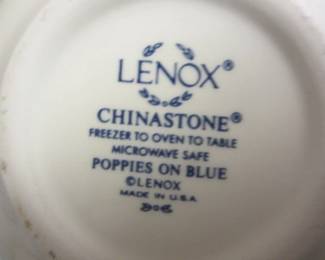 LENOX®
CHINASTONE®
FREEZER TO OVEN TO TABLE
MICROWAVE SAFE
POPPIES ON BLUE
©LENOX
MADE IN U.S.A.